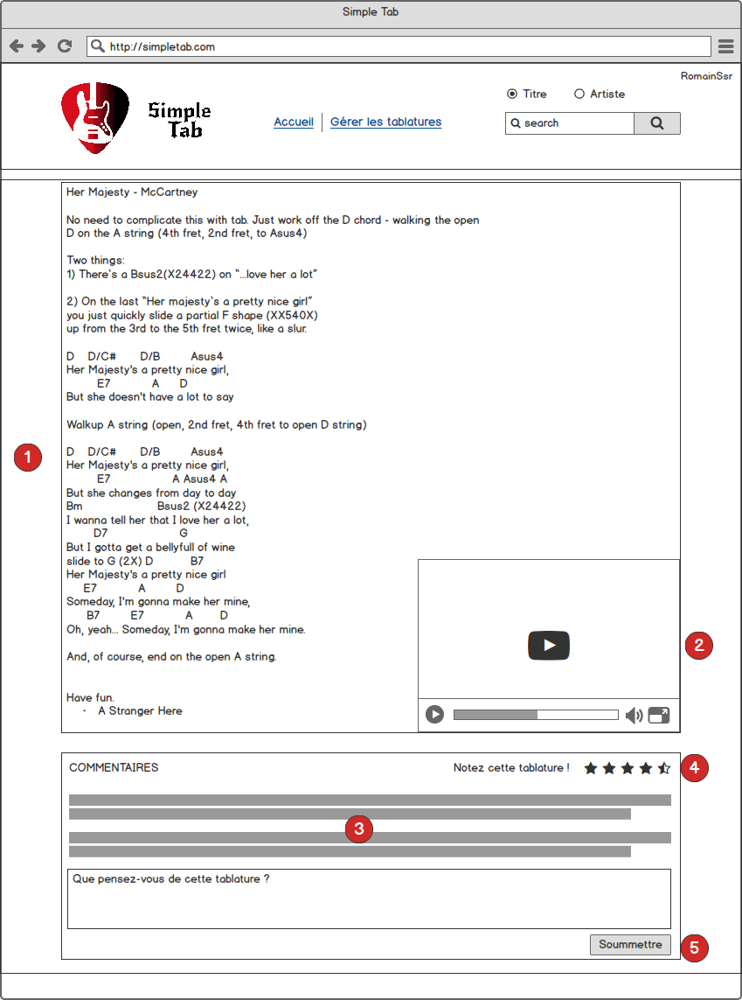 Simple Tab
http://simpletab.com
RomainSsr
Titre Artiste
Simple
Tab
Accueil Gérer les tablatures
search
Her Majesty - McCartney
No need to complicate this with tab. Just work off the D chord - walking the open
D on the A string (4th fret, 2nd fret, to Asus4)
Two things:
1) There`s a Bsus2(X24422) on “...love her a lot”
2) On the last “Her majesty`s a pretty nice girl”
you just quickly slide a partial F shape (XX540X)
up from the 3rd to the 5th fret twice, like a slur.
D D/C# D/B Asus4
Her Majesty's a pretty nice girl,
E7 A D
But she doesn't have a lot to say
Walkup A string (open, 2nd fret, 4th fret to open D string)
1
D D/C# D/B Asus4
Her Majesty's a pretty nice girl,
E7 A Asus4 A
But she changes from day to day
Bm Bsus2 (X24422)
I wanna tell her that I love her a lot,
D7 G
But I gotta get a bellyfull of wine
slide to G (2X) D B7
Her Majesty's a pretty nice girl
E7 A D
Someday, I'm gonna make her mine,
B7 E7 A D
Oh, yeah... Someday, I'm gonna make her mine.
2
And, of course, end on the open A string.
Have fun.
· A Stranger Here
COMMENTAIRES Notez cette tablature ! 4
3
Que pensez-vous de cette tablature ?
Soummettre 5